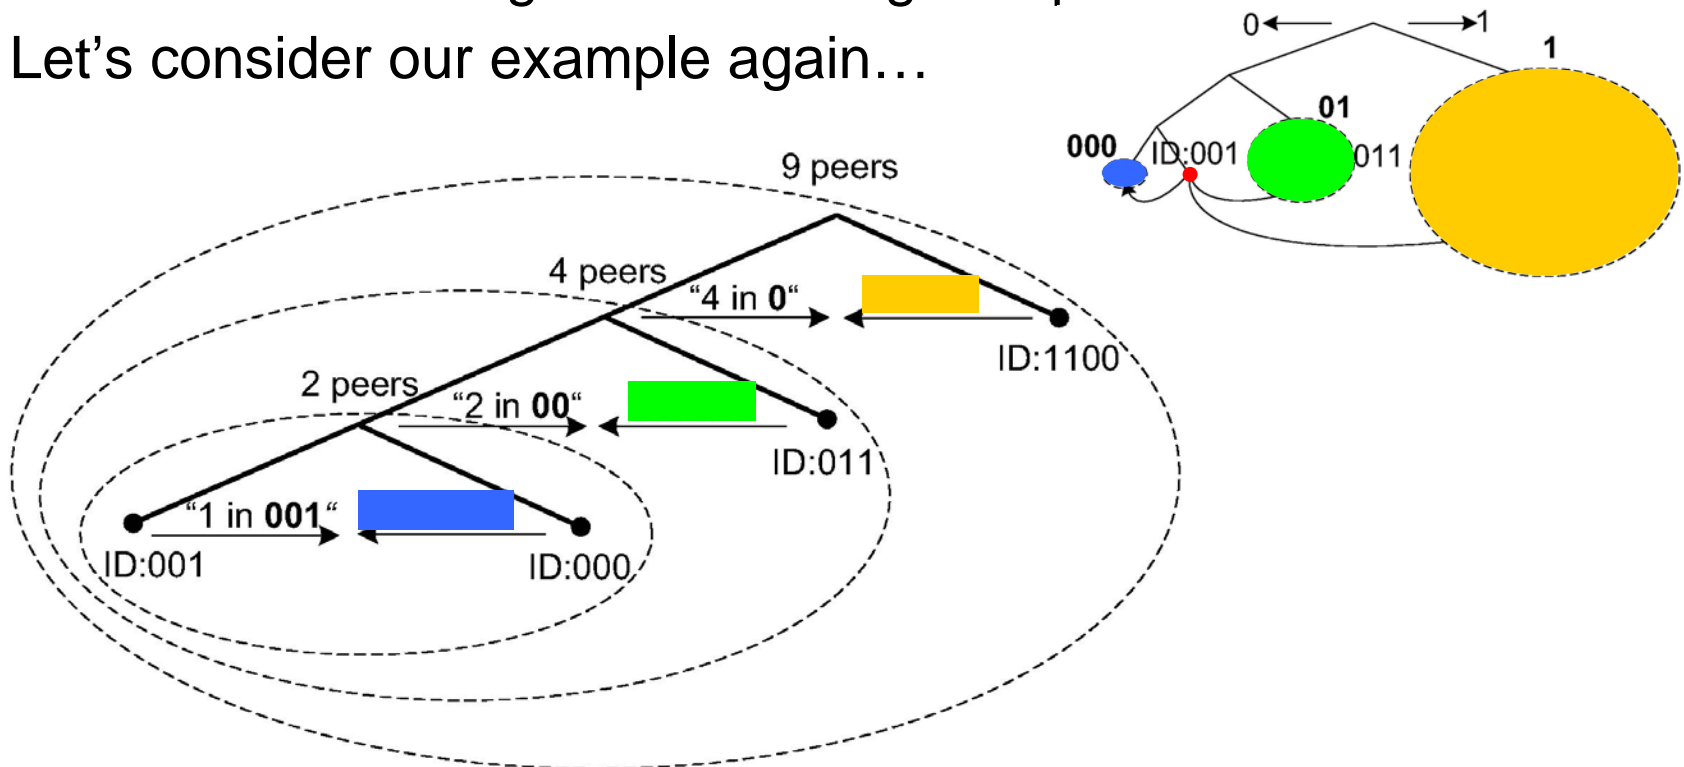 Let’s consider our example again…
0
1
1
01
000
ID:001
011
9 peers
4 peers
“4 in 0“
ID:1100
2 peers
“2 in 00“
ID:011
“1 in 001“
ID:001
ID:000